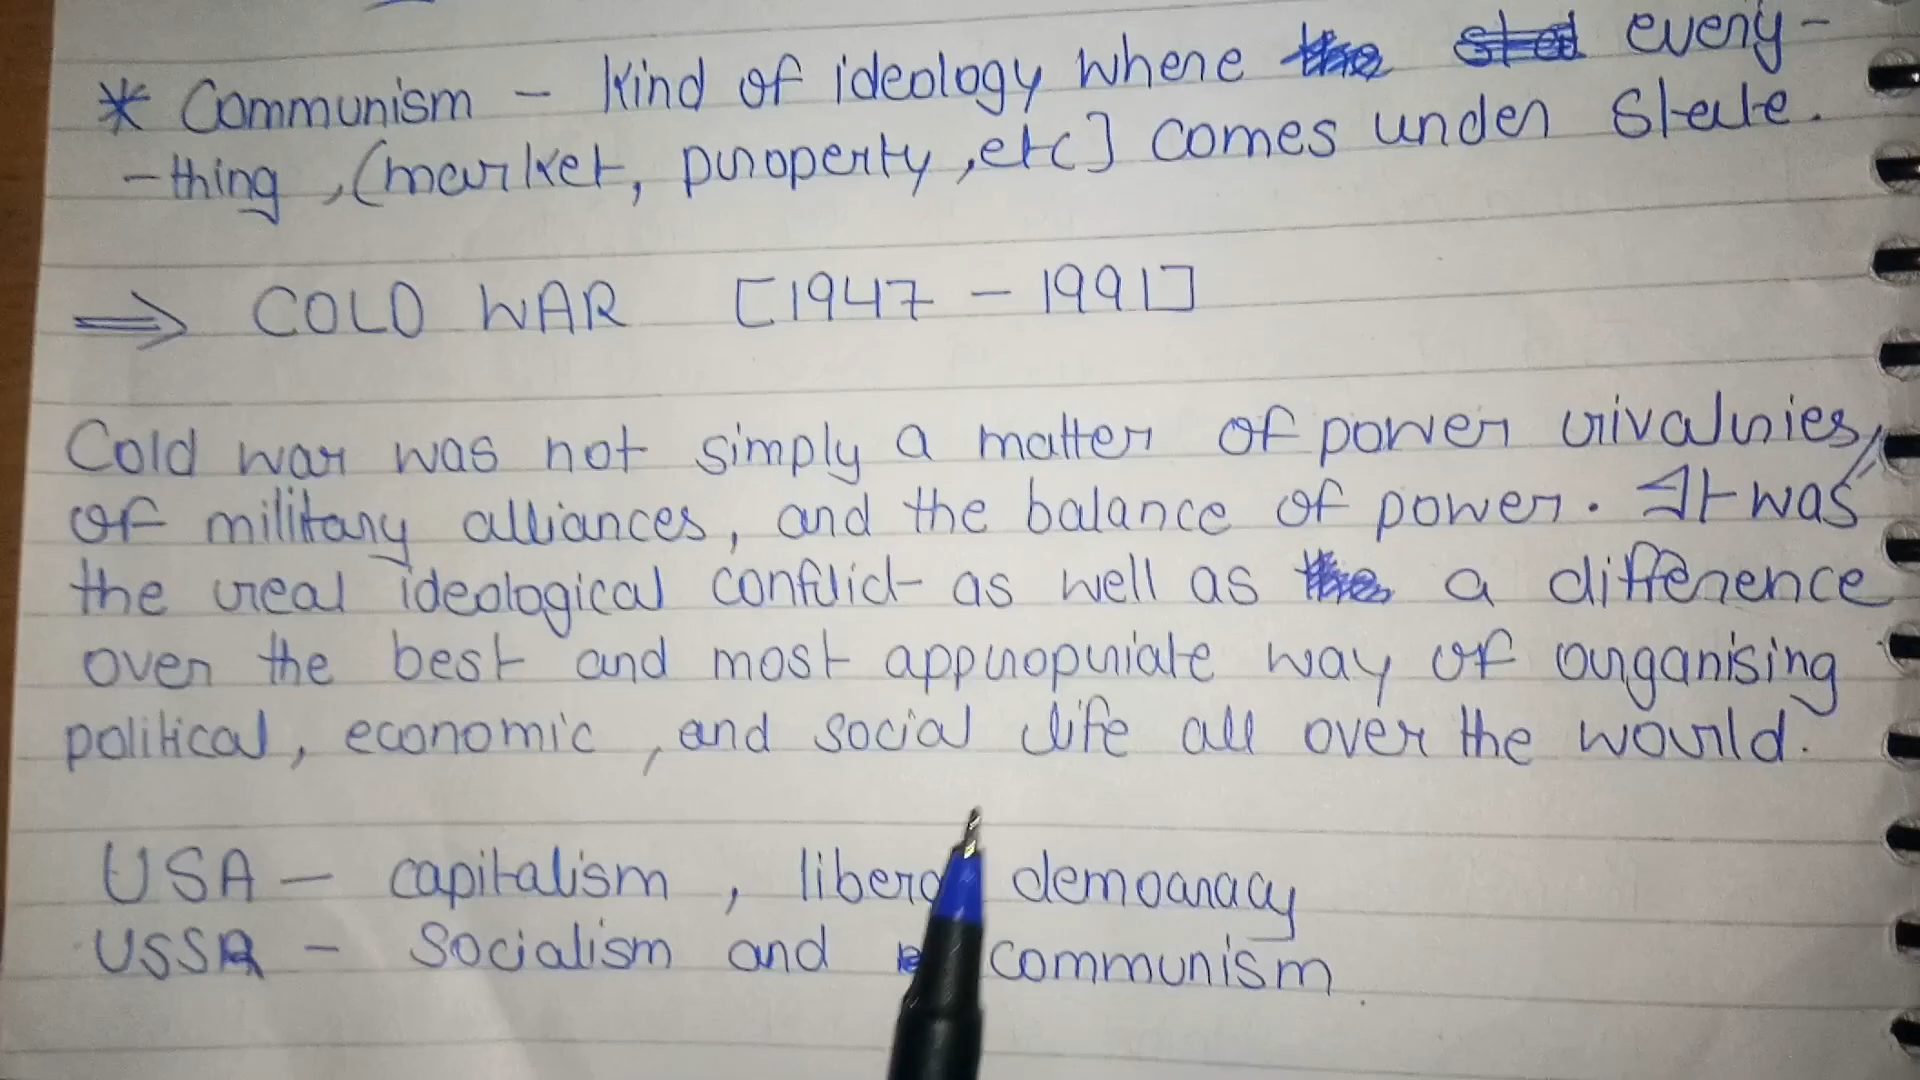 * Communism - kind of ideology where every-
-thing, (market, property, etc] comes under State.
⇒ COLD WAR [1947 - 1991]
Cold war was not simply a matter of power rivalries,
of military alliances, and the balance of power. It was
the real ideological conflict as well as a difference
over the best and most appropriate way of organising
political, economic, and social life all over the world.
USA - capitalism, liberal democracy
USSR - Socialism and communism